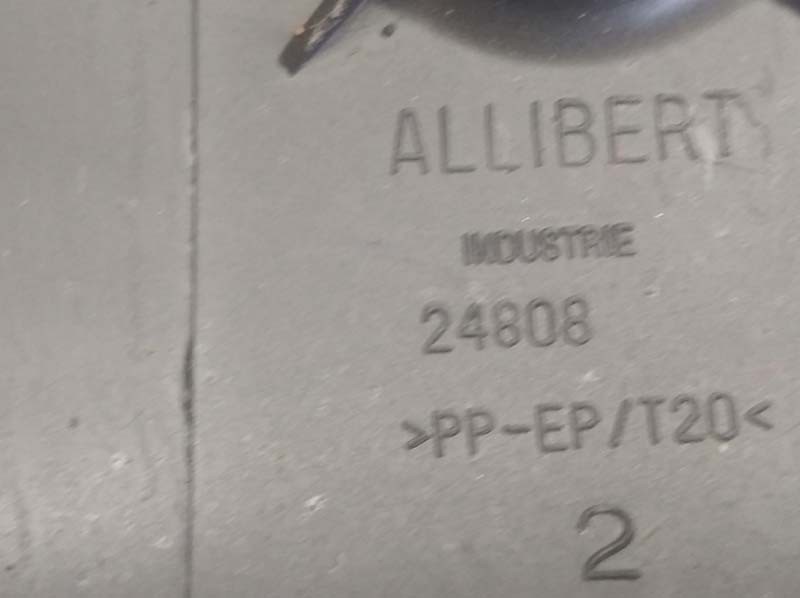 ALLIBERT
INDUSTRIE
24808
>PP-EP/T20<
2